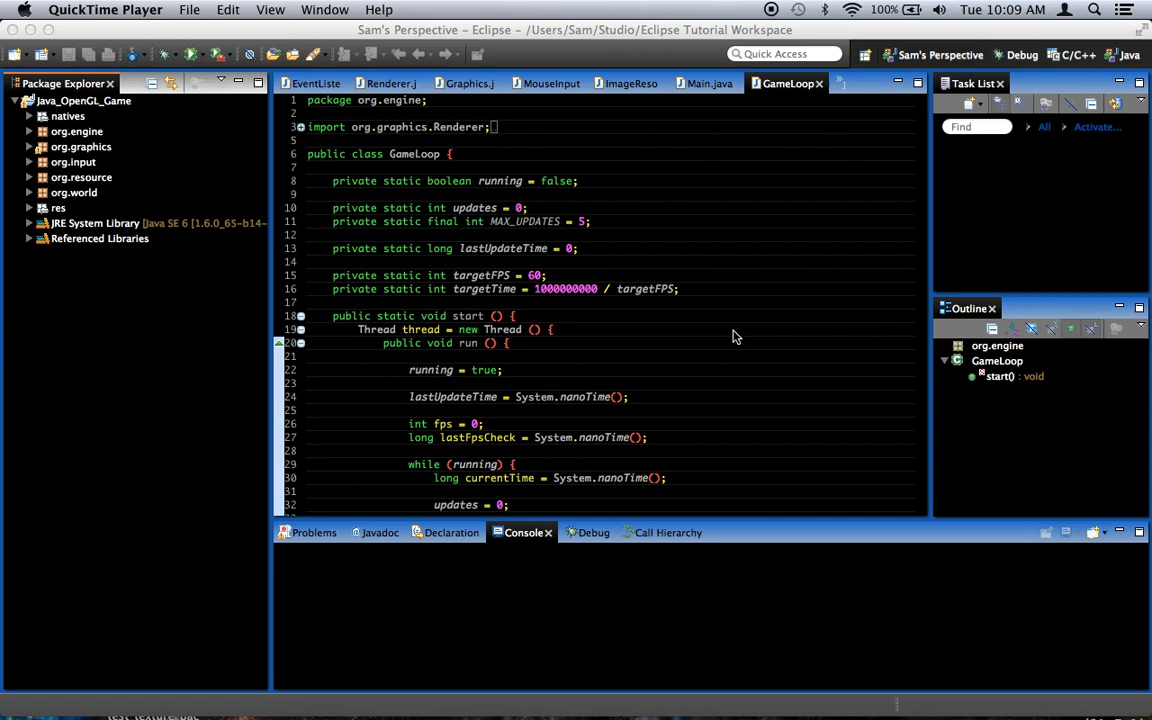 QuickTime Player File Edit View Window Help 100% Tue 10:09 AM
Sam's Perspective - Eclipse - /Users/Sam/Studio/Eclipse Tutorial Workspace
Quick Access Sam's Perspective Debug C/C++ Java
Package Explorer
Java_OpenGL_Game
natives
org.engine
org.graphics
org.input
org.resource
org.world
res
JRE System Library [Java SE 6 [1.6.0_65-b14-
Referenced Libraries
EventListe Renderer.j Graphics.j MouseInput ImageReso Main.java GameLoop »1
1 package org.engine;
2
3 import org.graphics.Renderer;
5
6 public class GameLoop {
7
8 private static boolean running = false;
9
10 private static int updates = 0;
11 private static final int MAX_UPDATES = 5;
12
13 private static long lastUpdateTime = 0;
14
15 private static int targetFPS = 60;
16 private static int targetTime = 1000000000 / targetFPS;
17
18 public static void start () {
19 Thread thread = new Thread () {
20 public void run () {
21
22 running = true;
23
24 lastUpdateTime = System.nanoTime();
25
26 int fps = 0;
27 long lastFpsCheck = System.nanoTime();
28
29 while (running) {
30 long currentTime = System.nanoTime();
31
32 updates = 0;
Task List
Find All Activate...
Outline
org.engine
GameLoop
start() : void
Problems Javadoc Declaration Console Debug Call Hierarchy